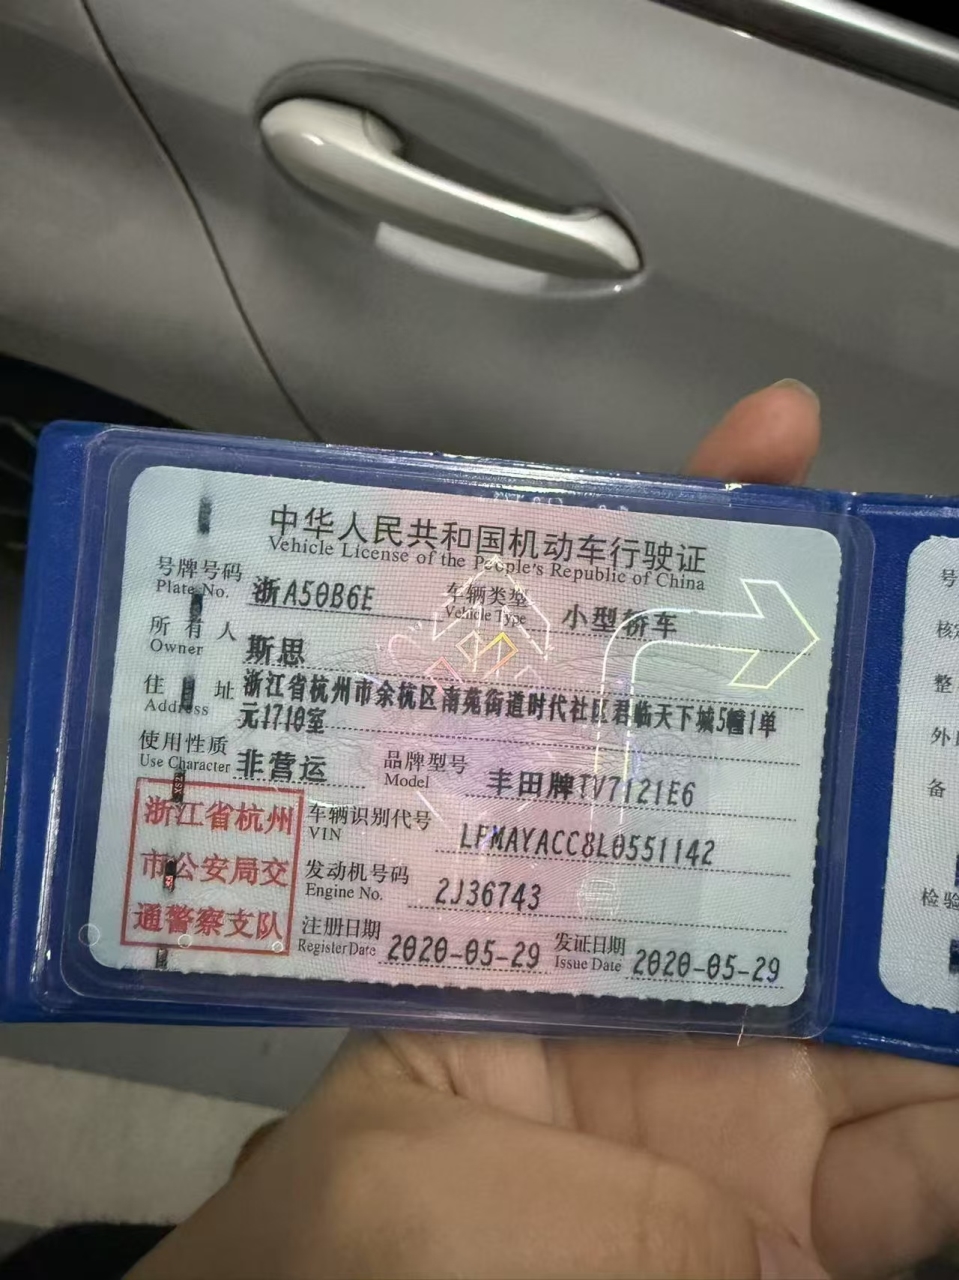 中华人民共和国机动车行驶证
Vehicle License of the People's Republic of China
号牌号码 浙A50B6E 车辆类型 小型轿车
Plate No. Vehicle Type
所有人 斯思
Owner
住址 浙江省杭州市余杭区南苑街道时代社区君临天下城5幢1单
Address 元1710室
使用性质 非营运 品牌型号 丰田牌TV7121E6
Use Character Model
浙江省杭州
市公安局交
通警察支队
车辆识别代号 LFMAYACC8L0551142
VIN
发动机号码 2J36743
Engine No.
注册日期 2020-05-29 发证日期 2020-05-29
Register Date Issue Date
号
核定
整
外
备
检验